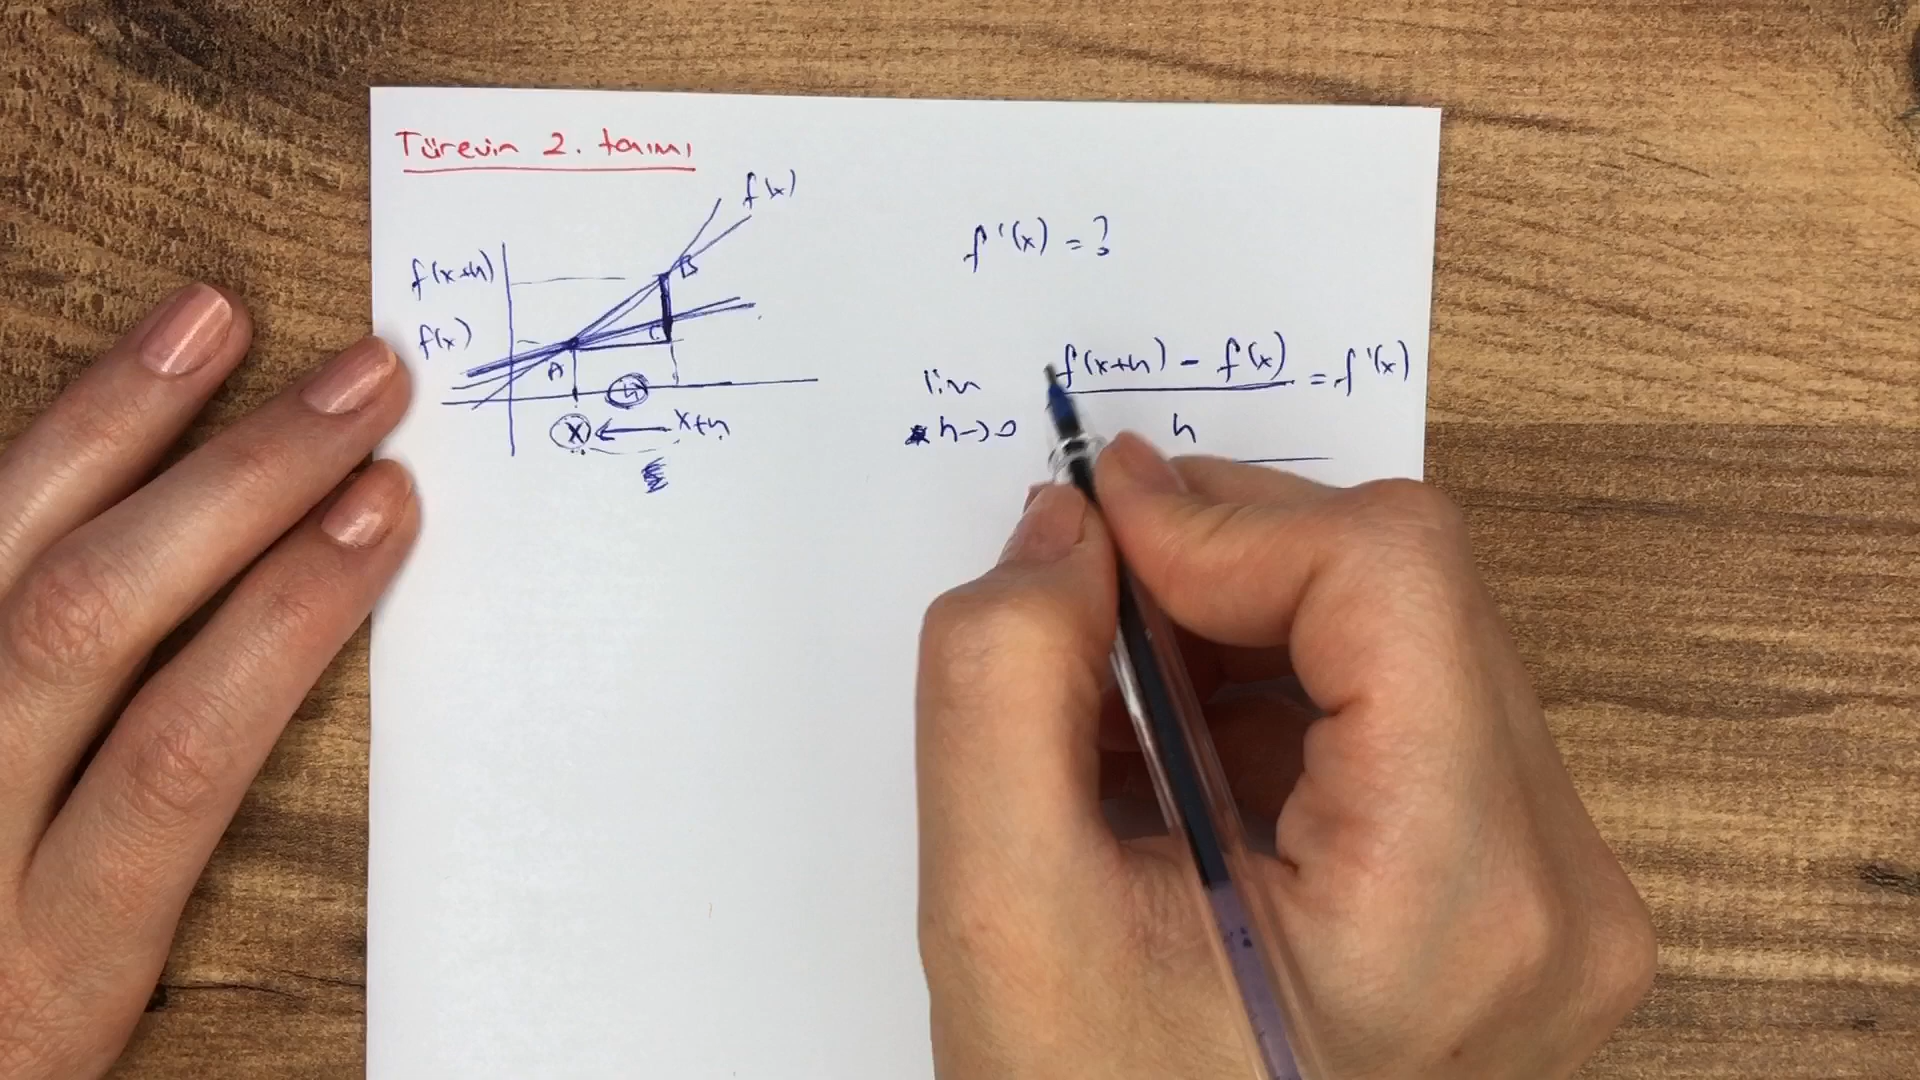 Türevin 2. tanımı
f(x)
f(x+h)
B
f(x)
C
A
h
x ← x+h
f'(x) = ?
lim f(x+h) - f(x) = f'(x)
h→0 h